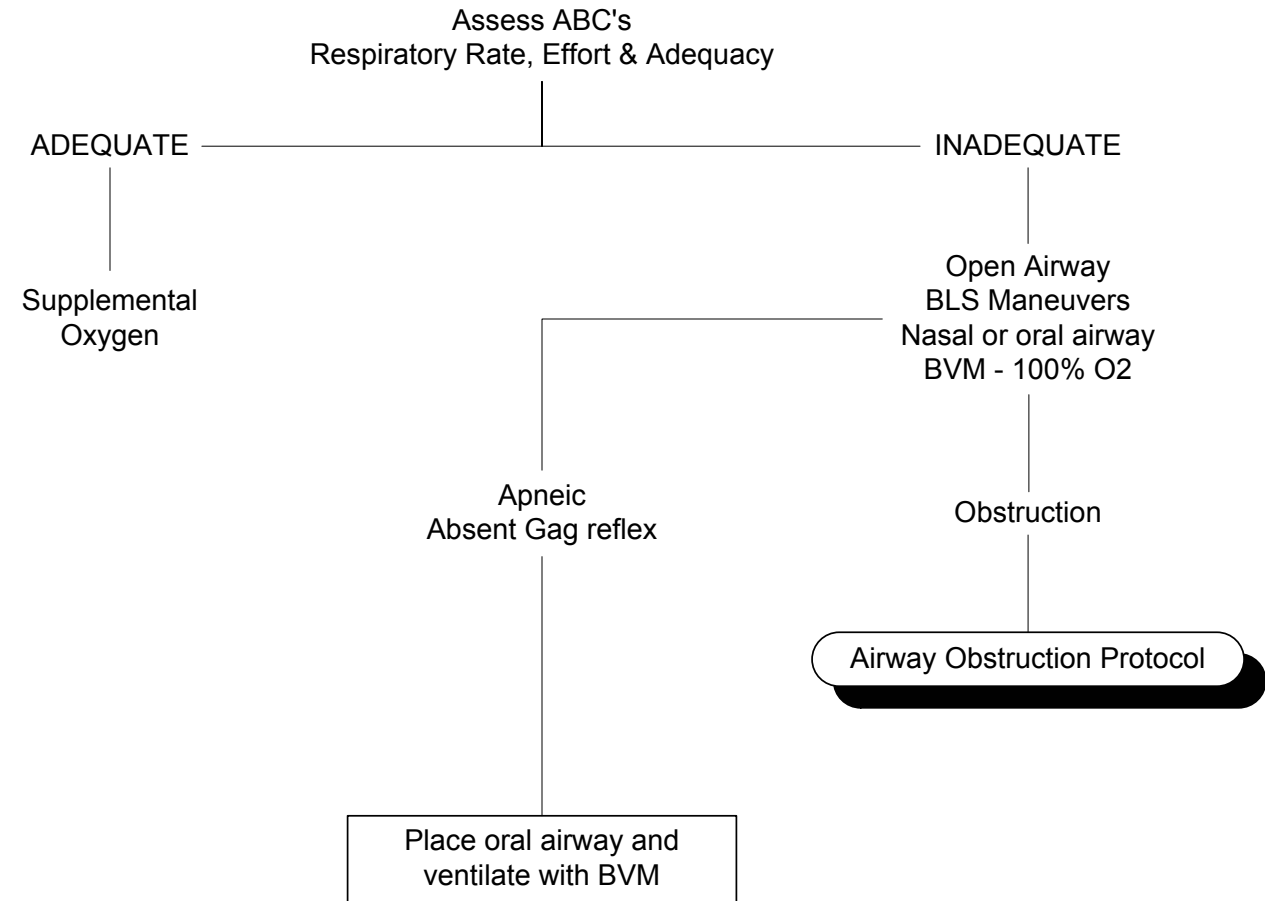 Assess ABC's
Respiratory Rate, Effort & Adequacy
ADEQUATE
INADEQUATE
Supplemental
Oxygen
Open Airway
BLS Maneuvers
Nasal or oral airway
BVM - 100% O2
Apneic
Absent Gag reflex
Obstruction
Airway Obstruction Protocol
Place oral airway and
ventilate with BVM